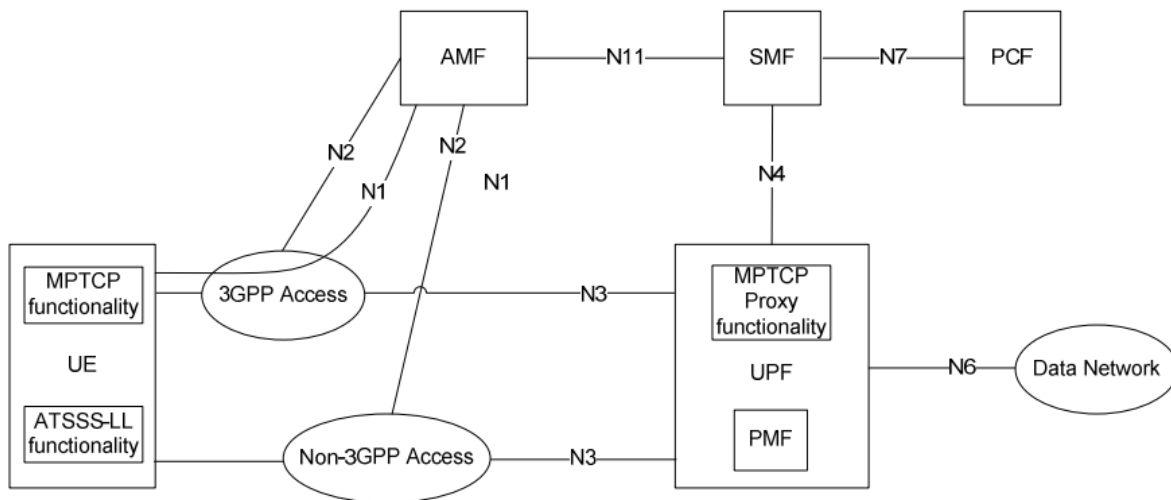 AMF
N11
SMF
N7
PCF
N2
N2
N1
N1
N4
MPTCP
functionality
3GPP Access
N3
MPTCP
Proxy
functionality
UE
UPF
N6
Data Network
ATSSS-LL
functionality
Non-3GPP Access
N3
PMF